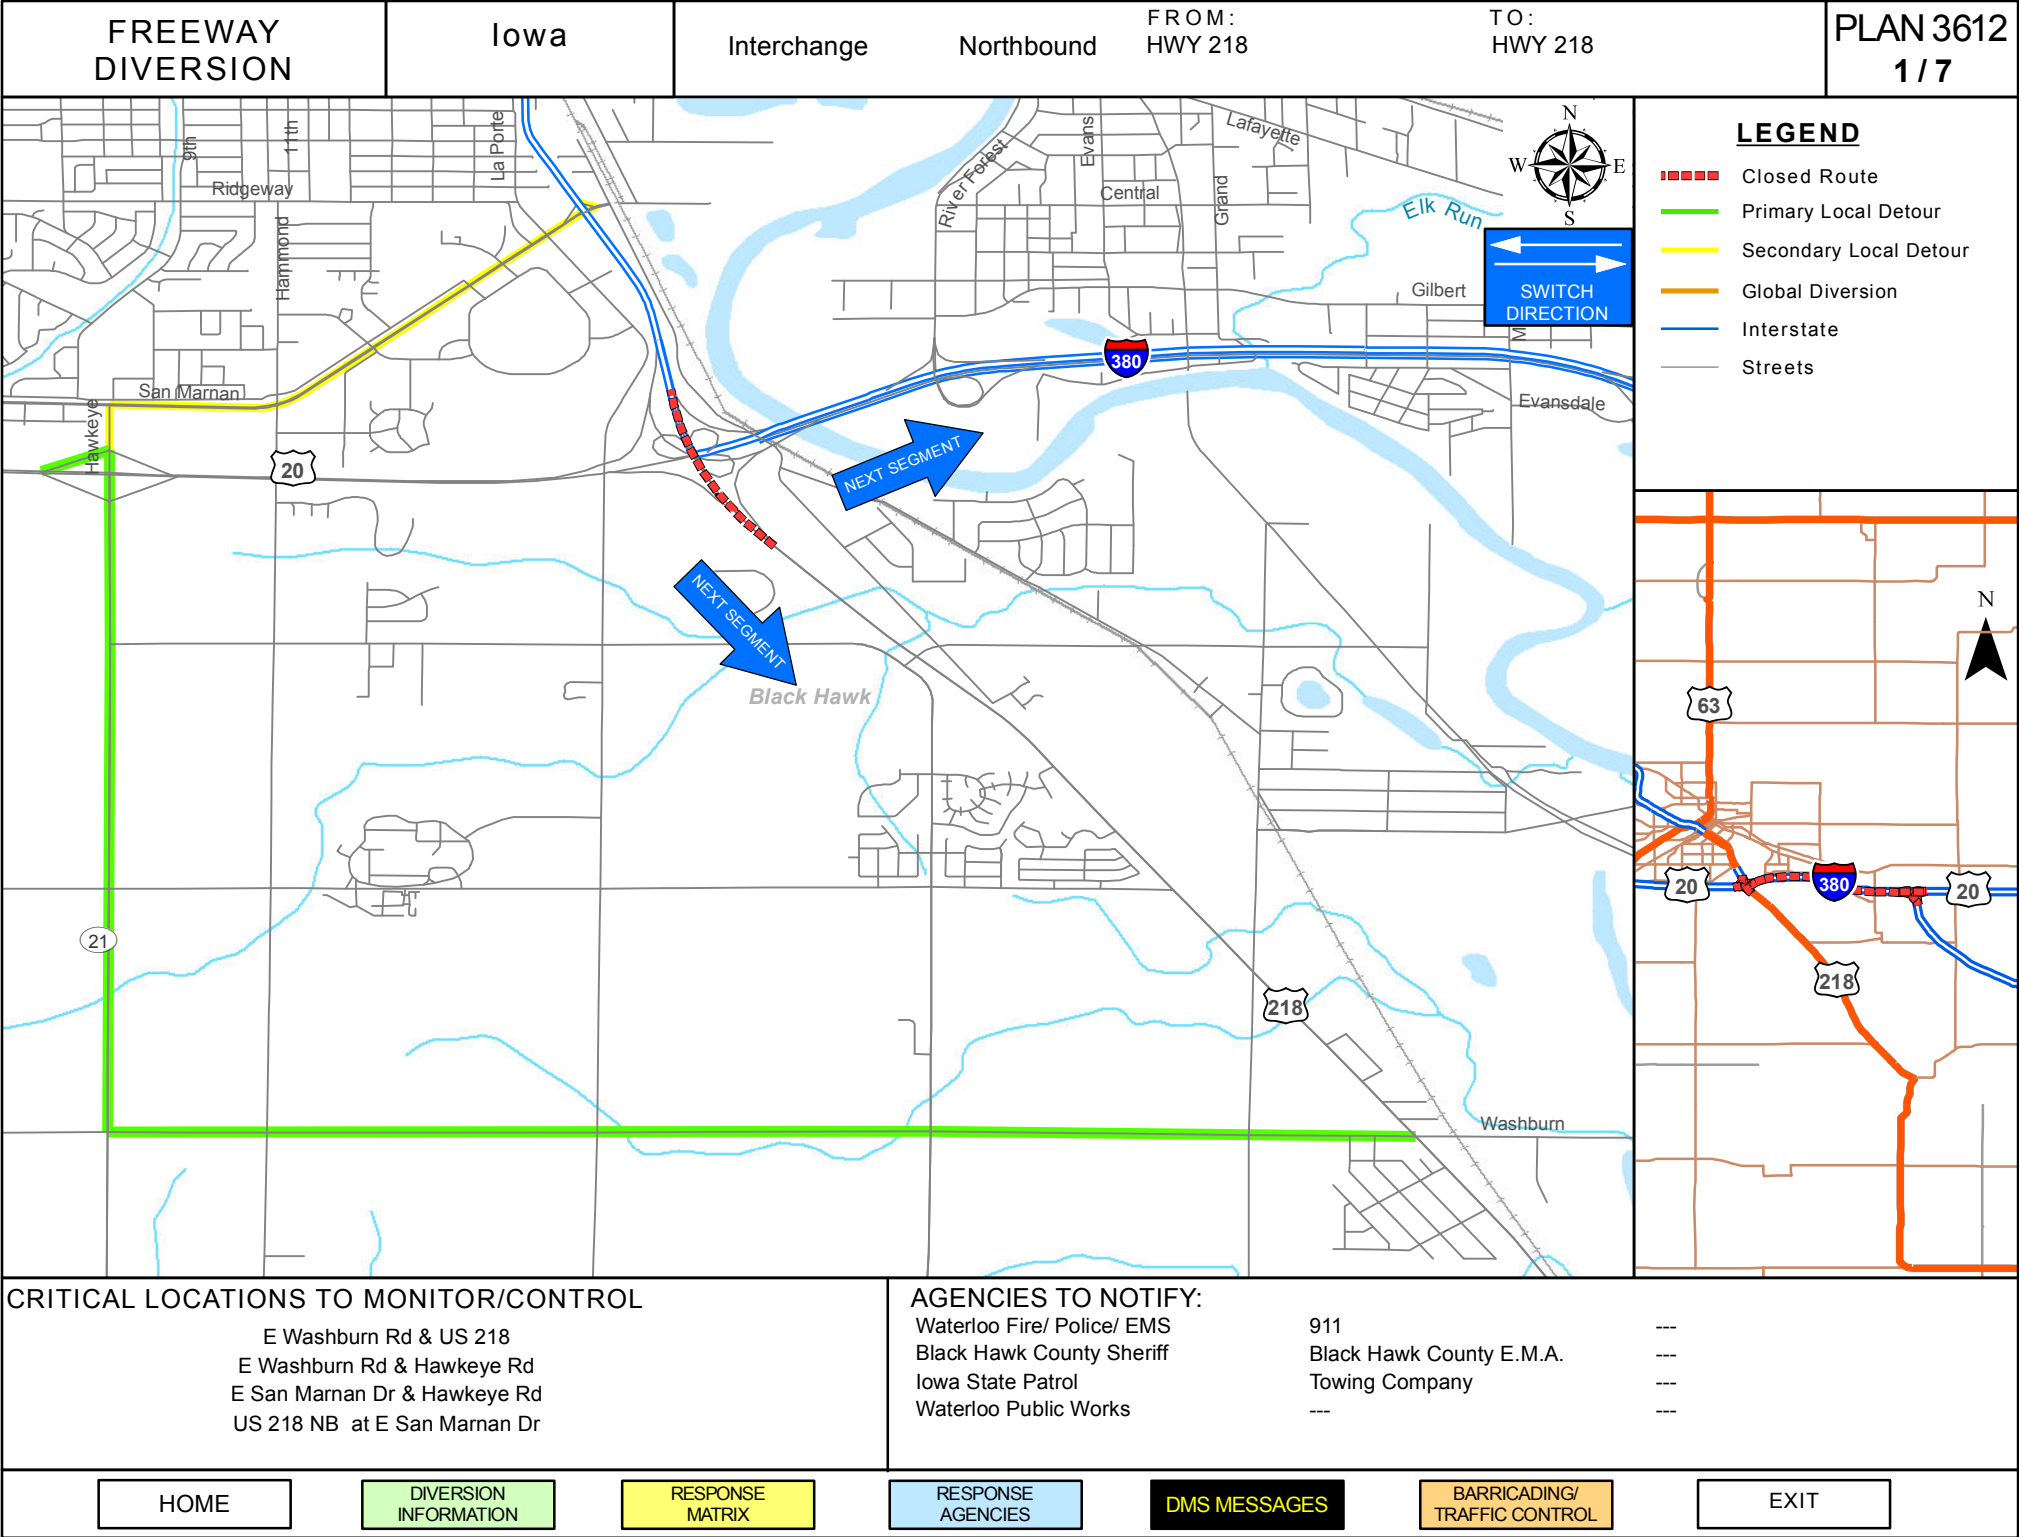 FREEWAY
DIVERSION
Iowa
Interchange
Northbound
FROM:
HWY 218
TO:
HWY 218
PLAN 3612
1 / 7
9th
11th
La Porte
Ridgeway
Hammond
River Forest
Evans
Lafayette
Central
Grand
Elk Run
N
W
E
S
SWITCH
DIRECTION
Gilbert
M
380
San Marnan
Hawkeye
Evansdale
20
NEXT SEGMENT
NEXT SEGMENT
Black Hawk
21
218
Washburn
LEGEND
Closed Route
Primary Local Detour
Secondary Local Detour
Global Diversion
Interstate
Streets
N
63
20
380
20
218
CRITICAL LOCATIONS TO MONITOR/CONTROL
E Washburn Rd & US 218
E Washburn Rd & Hawkeye Rd
E San Marnan Dr & Hawkeye Rd
US 218 NB at E San Marnan Dr
AGENCIES TO NOTIFY:
Waterloo Fire/ Police/ EMS 911 ---
Black Hawk County Sheriff Black Hawk County E.M.A. ---
Iowa State Patrol Towing Company ---
Waterloo Public Works --- ---
HOME
DIVERSION
INFORMATION
RESPONSE
MATRIX
RESPONSE
AGENCIES
DMS MESSAGES
BARRICADING/
TRAFFIC CONTROL
EXIT